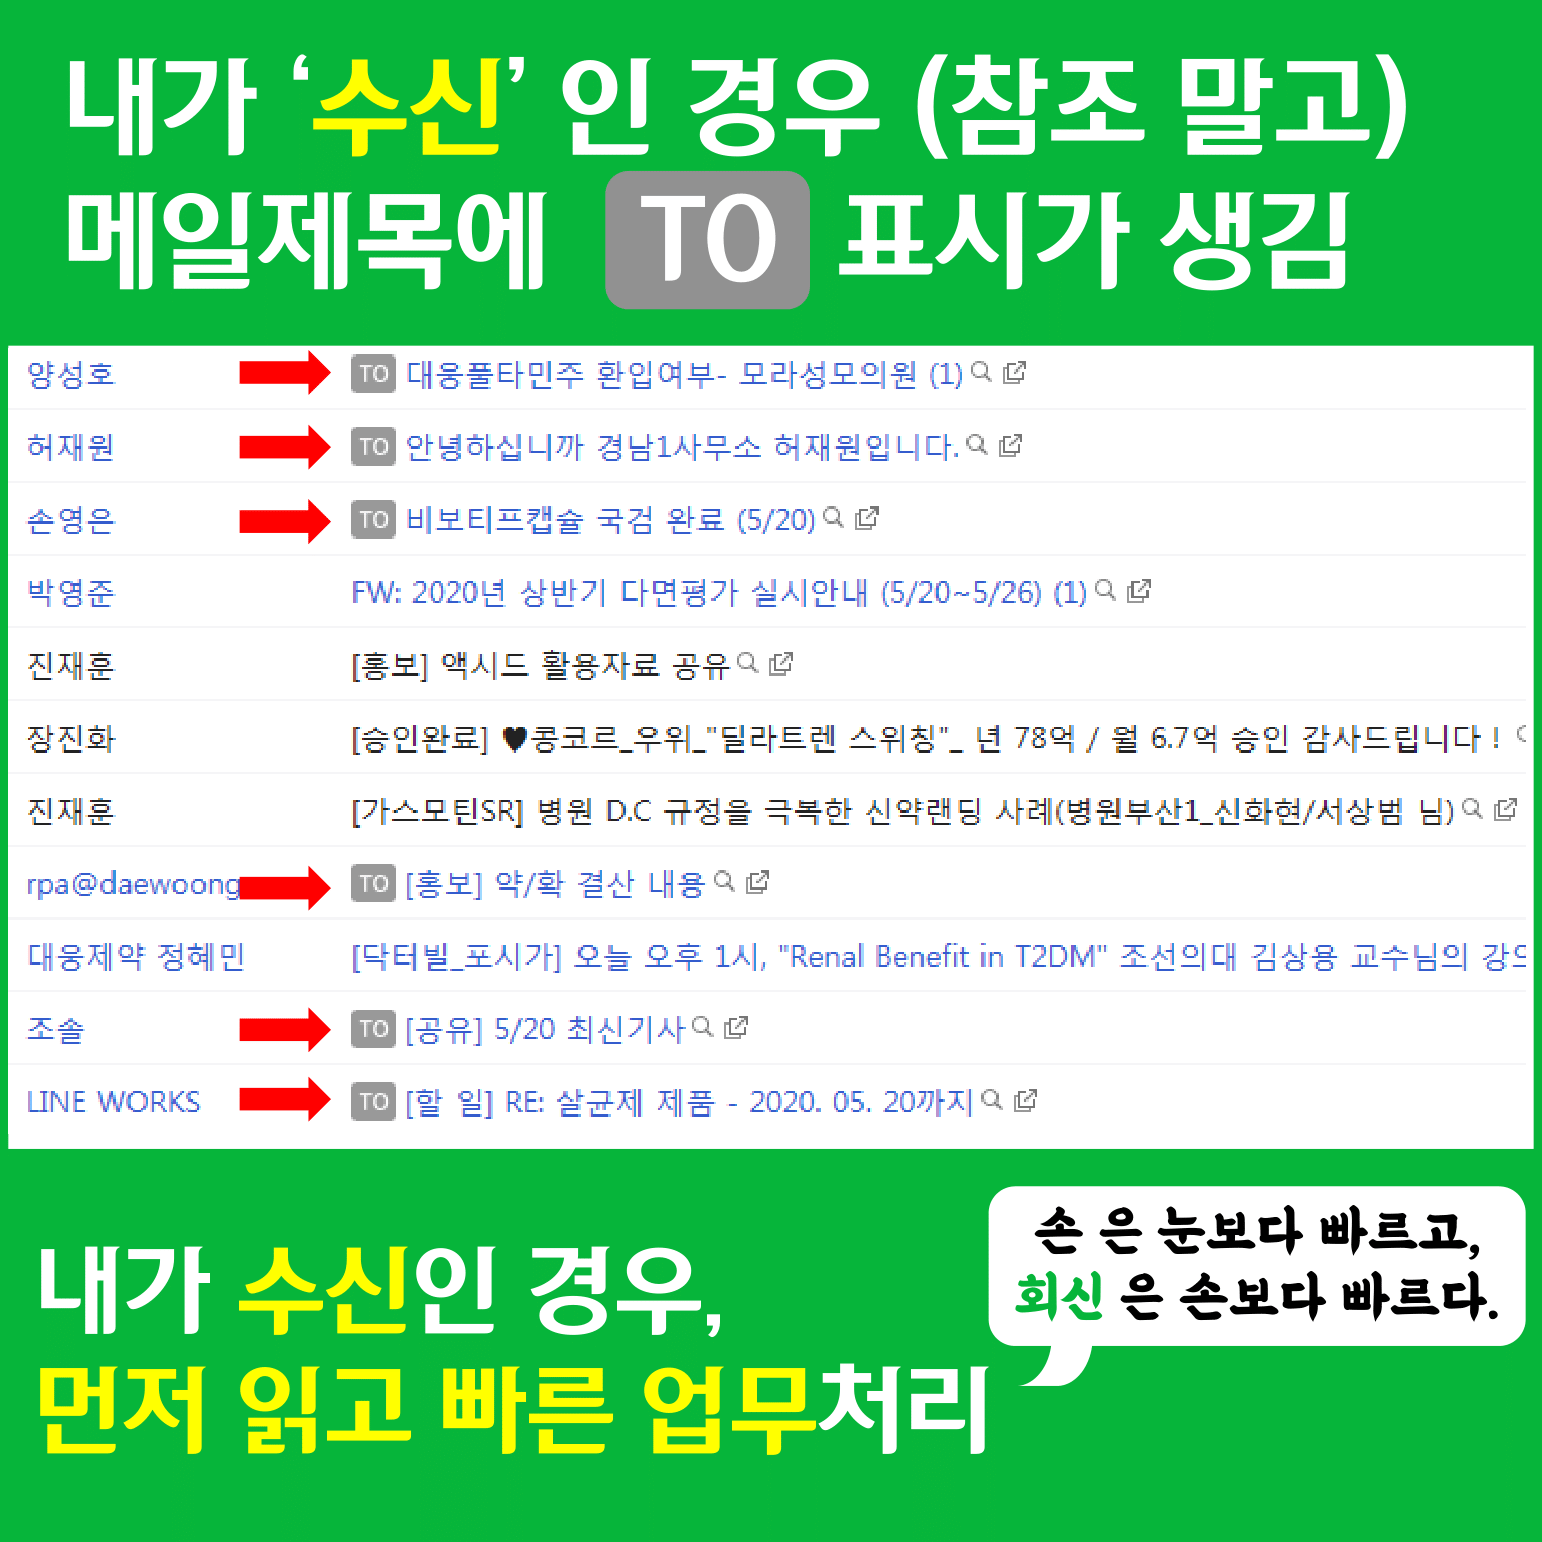 내가 ‘수신’ 인 경우 (참조 말고)
메일제목에 TO 표시가 생김
양성호 TO 대웅풀타민주 환입여부- 모라성모의원 (1)
허재원 TO 안녕하십니까 경남1사무소 허재원입니다.
손영은 TO 비보티프캡슐 국검 완료 (5/20)
박영준 FW: 2020년 상반기 다면평가 실시안내 (5/20~5/26) (1)
진재훈 [홍보] 액시드 활용자료 공유
장진화 [승인완료] ♥콩코르_우위_"딜라트렌 스위칭"_ 년 78억 / 월 6.7억 승인 감사드립니다 !
진재훈 [가스모틴SR] 병원 D.C 규정을 극복한 신약랜딩 사례(병원부산1_신화현/서상범 님)
rpa@daewoong TO [홍보] 약/확 결산 내용
대웅제약 정혜민 [닥터빌_포시가] 오늘 오후 1시, "Renal Benefit in T2DM" 조선의대 김상용 교수님의
조솔 TO [공유] 5/20 최신기사
LINE WORKS TO [할 일] RE: 살균제 제품 - 2020. 05. 20까지
손 은 눈보다 빠르고,
회신 은 손보다 빠르다.
내가 수신인 경우,
먼저 읽고 빠른 업무처리